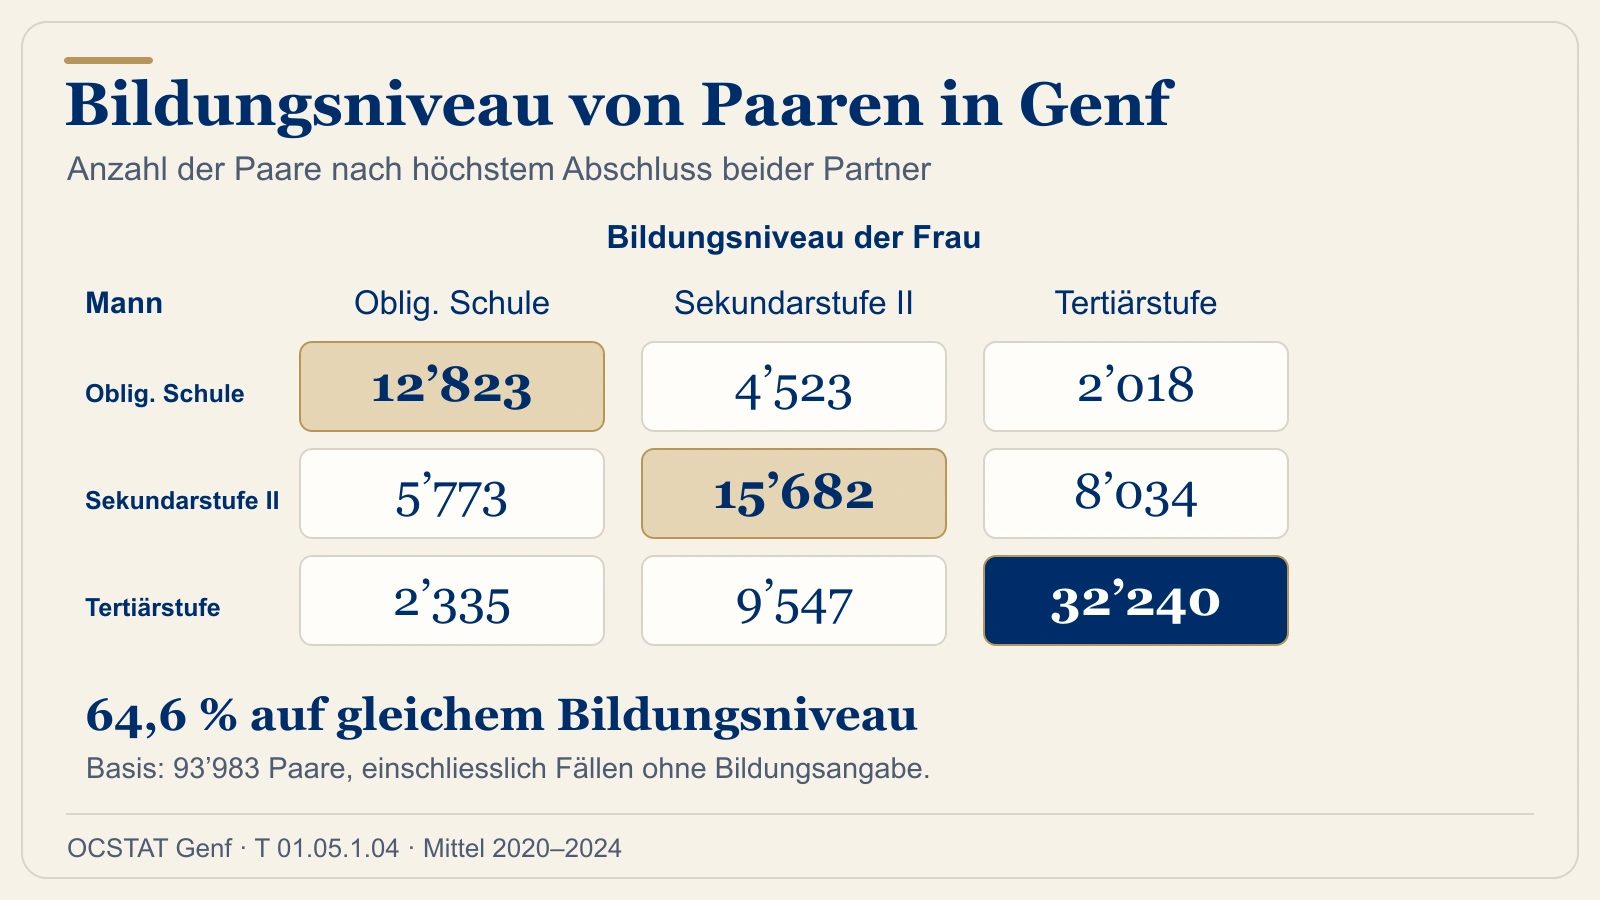 Bildungsniveau von Paaren in Genf
Anzahl der Paare nach höchstem Abschluss beider Partner
Bildungsniveau der Frau
Mann Oblig. Schule Sekundarstufe II Tertiärstufe
Oblig. Schule 12’823 4’523 2’018
Sekundarstufe II 5’773 15’682 8’034
Tertiärstufe 2’335 9’547 32’240
64,6 % auf gleichem Bildungsniveau
Basis: 93’983 Paare, einschliesslich Fällen ohne Bildungsangabe.
OCSTAT Genf · T 01.05.1.04 · Mittel 2020–2024